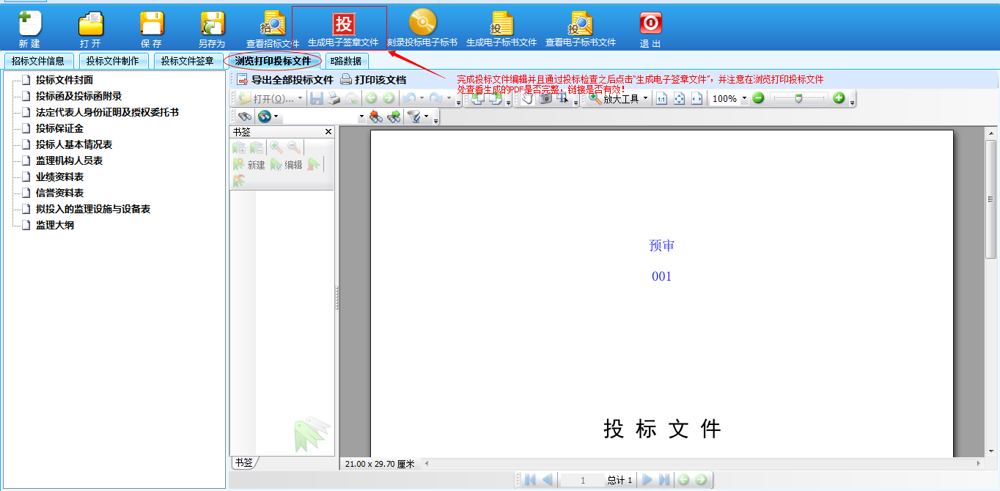 新 建
打 开
保 存
另存为
招
查看招标文件
投
生成电子签章文件
刻录投标电子标书
投
生成电子标书文件
投
查看电子标书文件
退 出
招标文件信息
投标文件制作
投标文件签章
浏览打印投标文件
路数据
投标文件封面
投标函及投标函附录
法定代表人身份证明及授权委托书
投标保证金
投标人基本情况表
监理机构人员表
业绩资料表
信誉资料表
拟投入的监理设施与设备表
监理大纲
导出全部投标文件
打印该文档
完成投标文件编辑并且通过投标检查之后点击“生成电子签章文件”，并注意在浏览打印投标文件
处查看生成的PDF是否完整，链接是否有效！
打开(O)...
放大工具
1:1
100%
书签
新建
编辑
预审
001
投 标 文 件
书签
21.00 x 29.70 厘米
1
总计 1